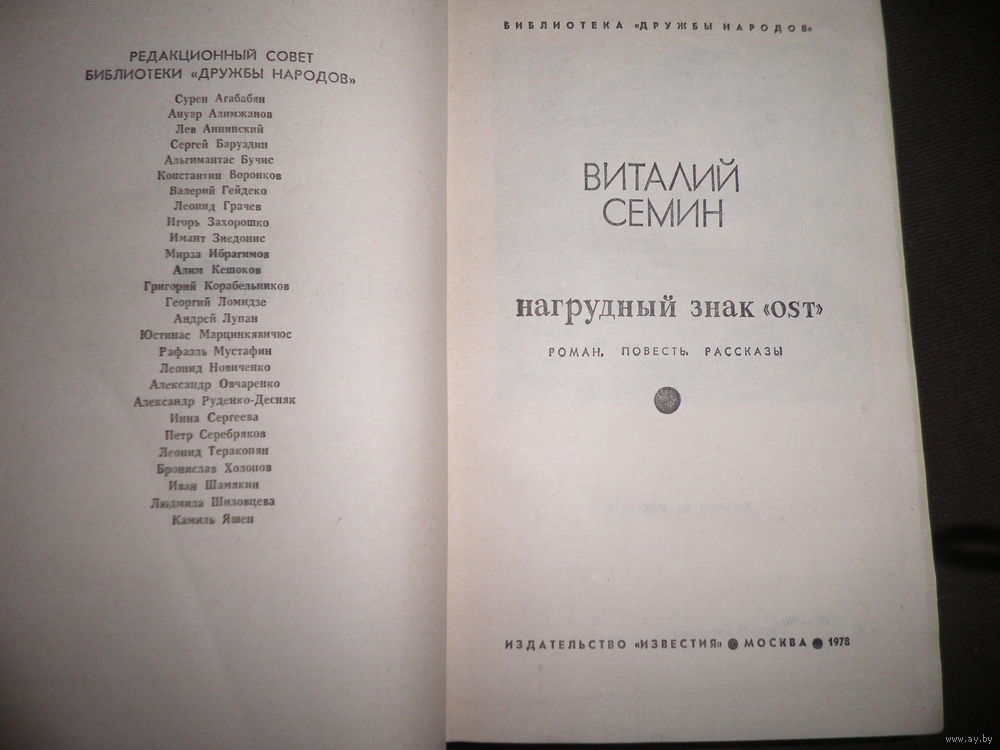 РЕДАКЦИОННЫЙ СОВЕТ
БИБЛИОТЕКИ «ДРУЖБЫ НАРОДОВ»
Сурен Агабабян
Ануар Алимжанов
Лев Аннинский
Сергей Баруздин
Альгимантас Бучис
Константин Воронков
Валерий Гейдеко
Леонид Грачев
Игорь Захорошко
Имант Зиедонис
Мирза Ибрагимов
Алим Кешоков
Григорий Корабельников
Георгий Ломидзе
Андрей Лупан
Юстинас Марцинкявичюс
Рафаэль Мустафин
Леонид Новиченко
Александр Овчаренко
Александр Руденко-Десняк
Инна Сергеева
Петр Серебряков
Леонид Теракопян
Бронислав Холопов
Иван Шамякин
Людмила Шиловцева
Камиль Яшен
БИБЛИОТЕКА «ДРУЖБЫ НАРОДОВ»
ВИТАЛИЙ
СЕМИН
нагрудный знак «OST»
РОМАН, ПОВЕСТЬ, РАССКАЗЫ
ИЗДАТЕЛЬСТВО «ИЗВЕСТИЯ» ● МОСКВА ● 1978
www.ay.by